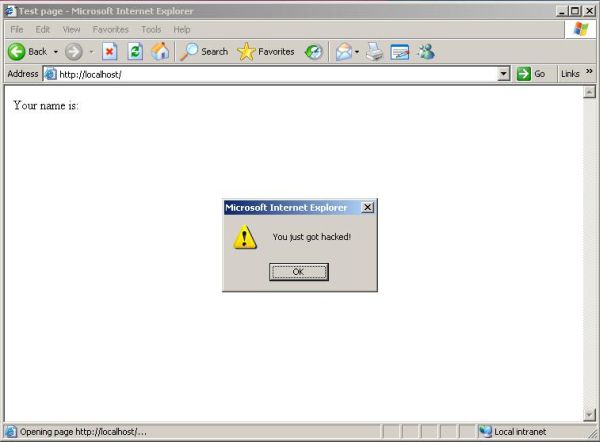 Test page - Microsoft Internet Explorer
File Edit View Favorites Tools Help
Back Search Favorites
Address http://localhost/ Go Links »
Your name is:
Microsoft Internet Explorer
You just got hacked!
OK
Opening page http://localhost/... Local intranet